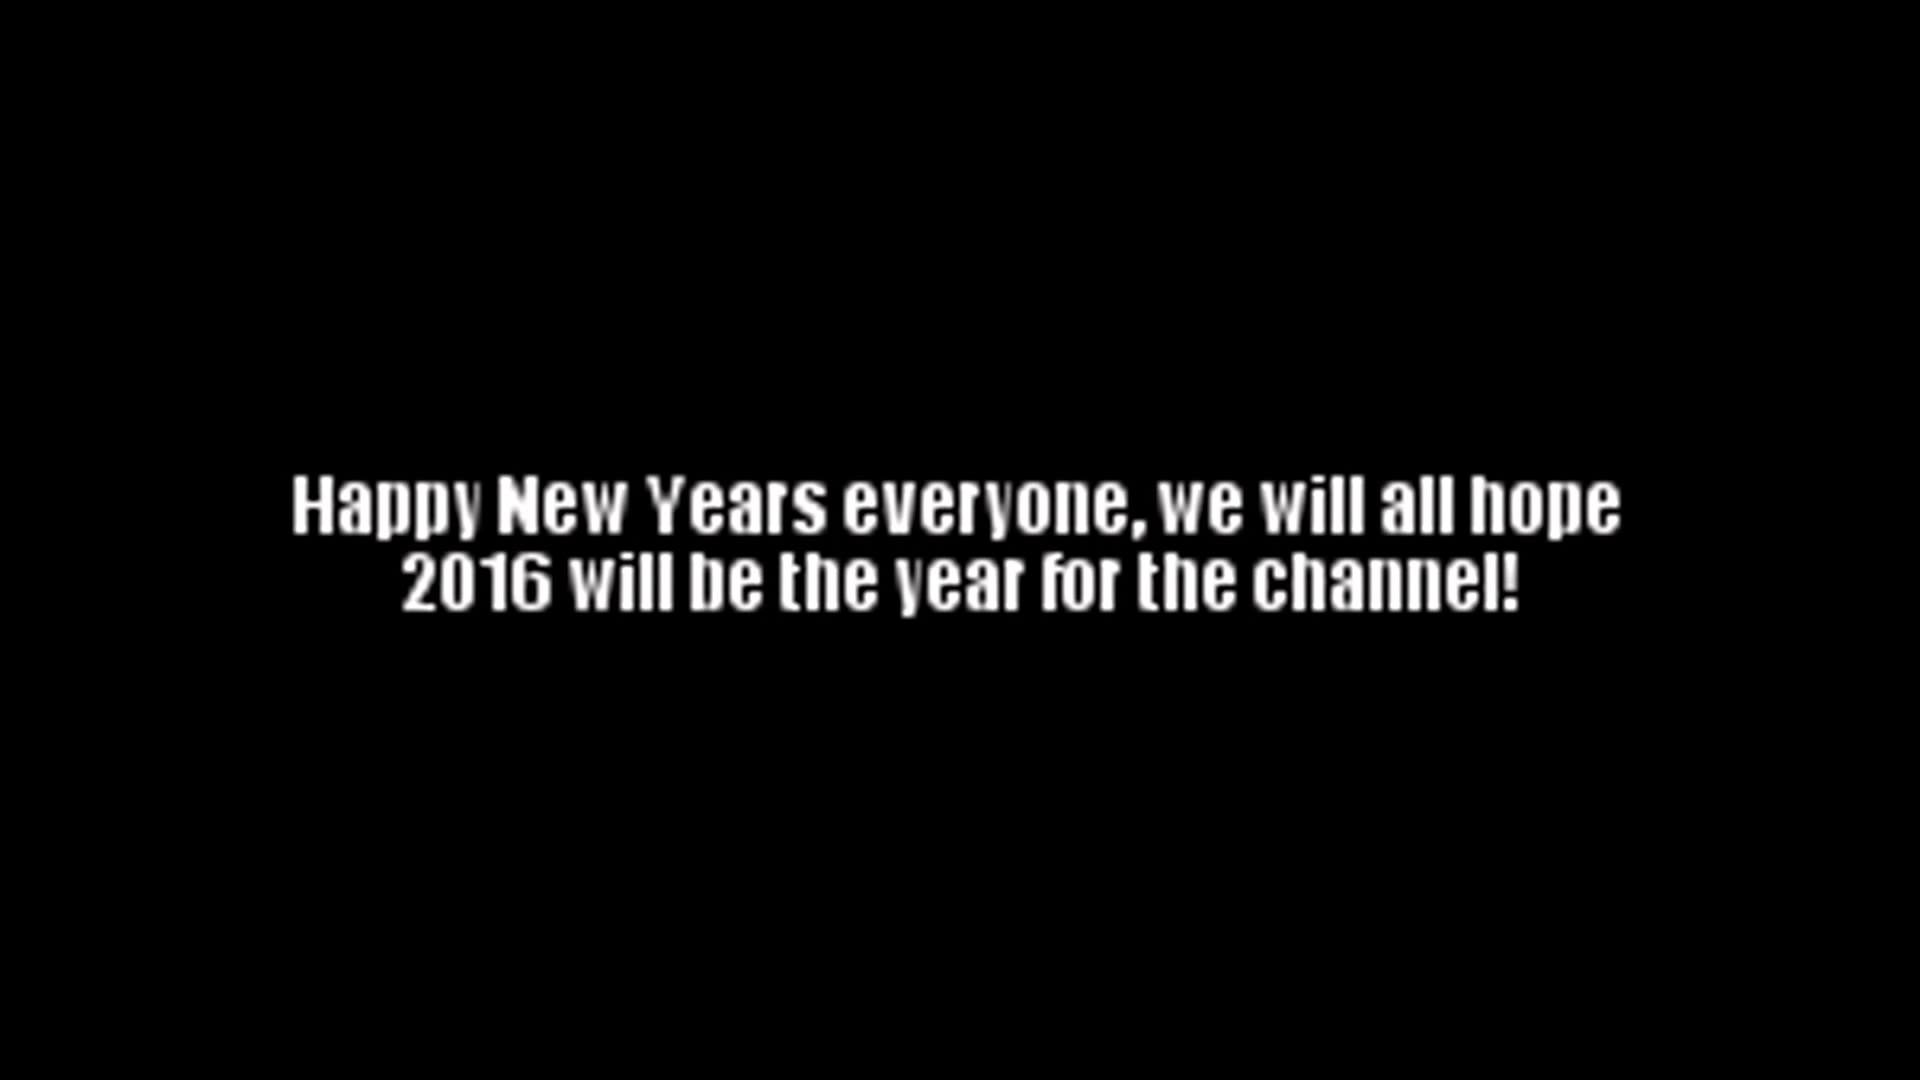 Happy New Years everyone, we will all hope
2016 will be the year for the channel!